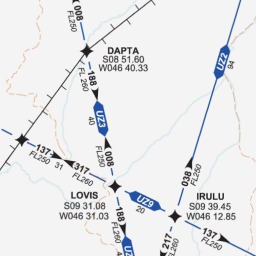 008
FL250
DAPTA
S08 51.60
W046 40.33
FL 260
188
UZ2
94
UZ3
40
008
FL250
137
FL250
31
317
FL260
038
FL250
LOVIS
S09 31.08
W046 31.03
UZ9
20
IRULU
S09 39.45
W046 12.85
188
FL260
217
137
FL250